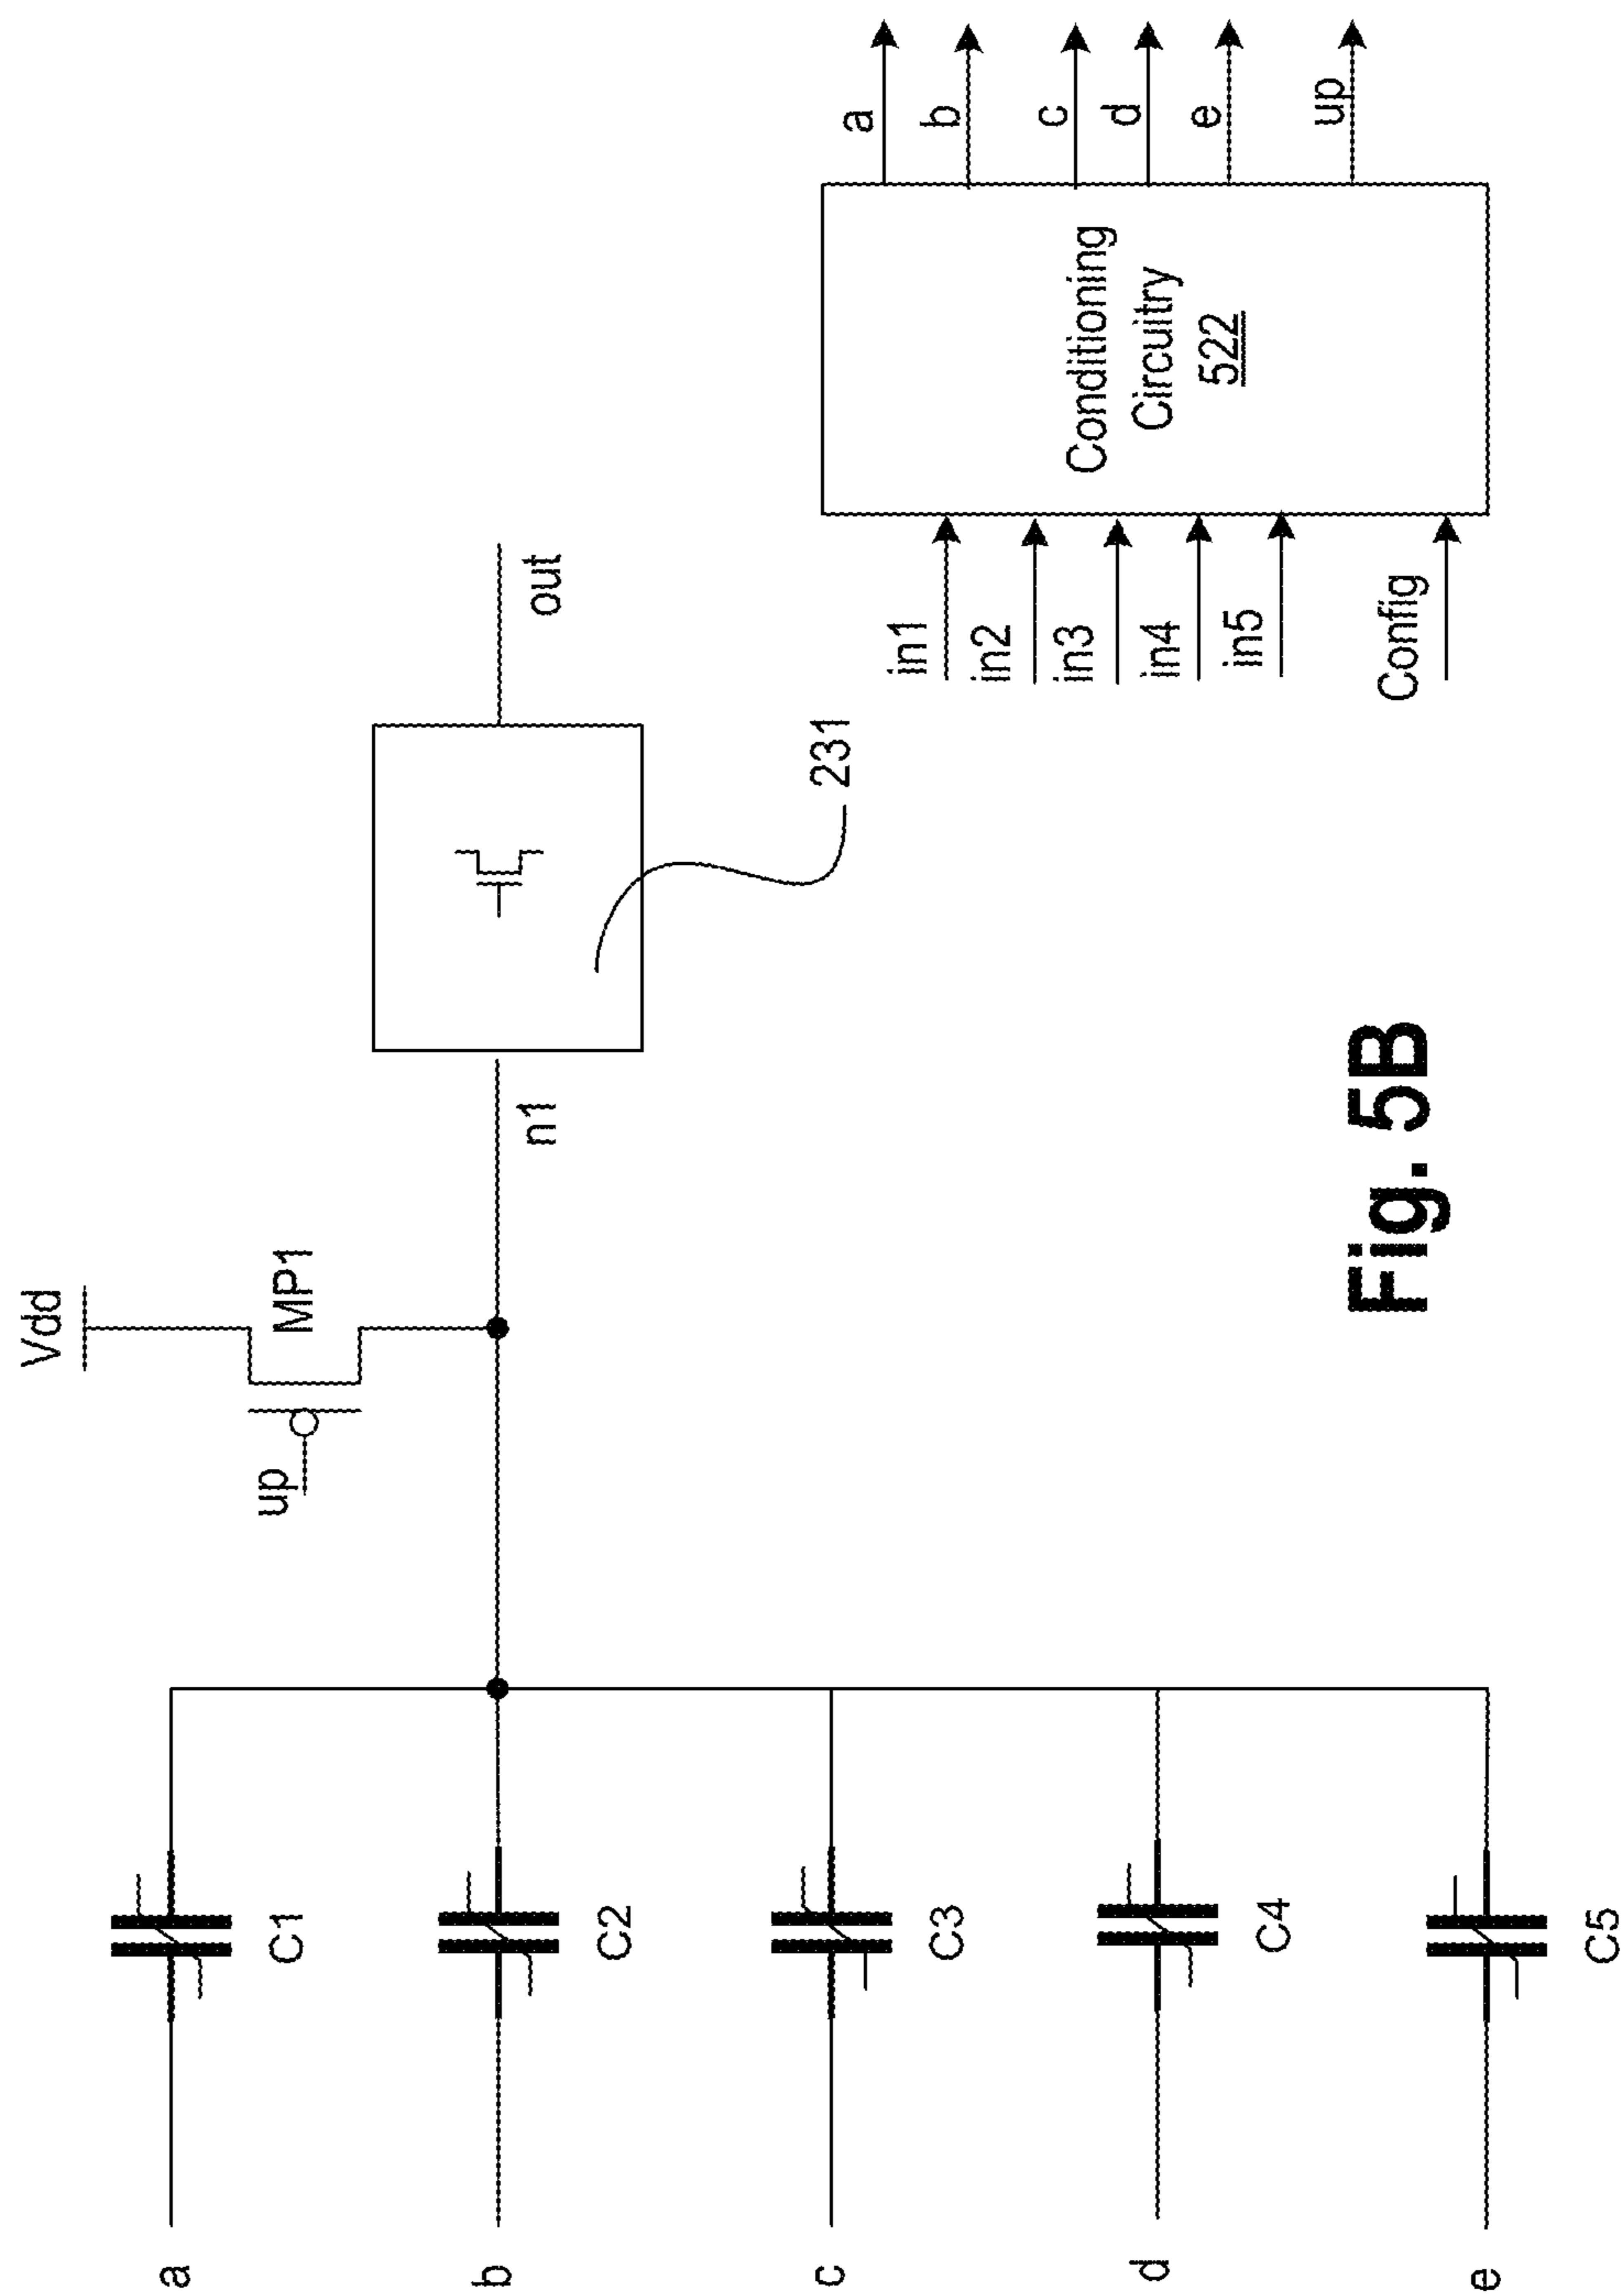 Vdd
up
MP1
a
C1
b
C2
c
C3
d
C4
e
C5
n1
out
231
in1
in2
in3
in4
in5
Config
Conditioning
Circuitry
522
a
b
c
d
e
up
Fig. 5B